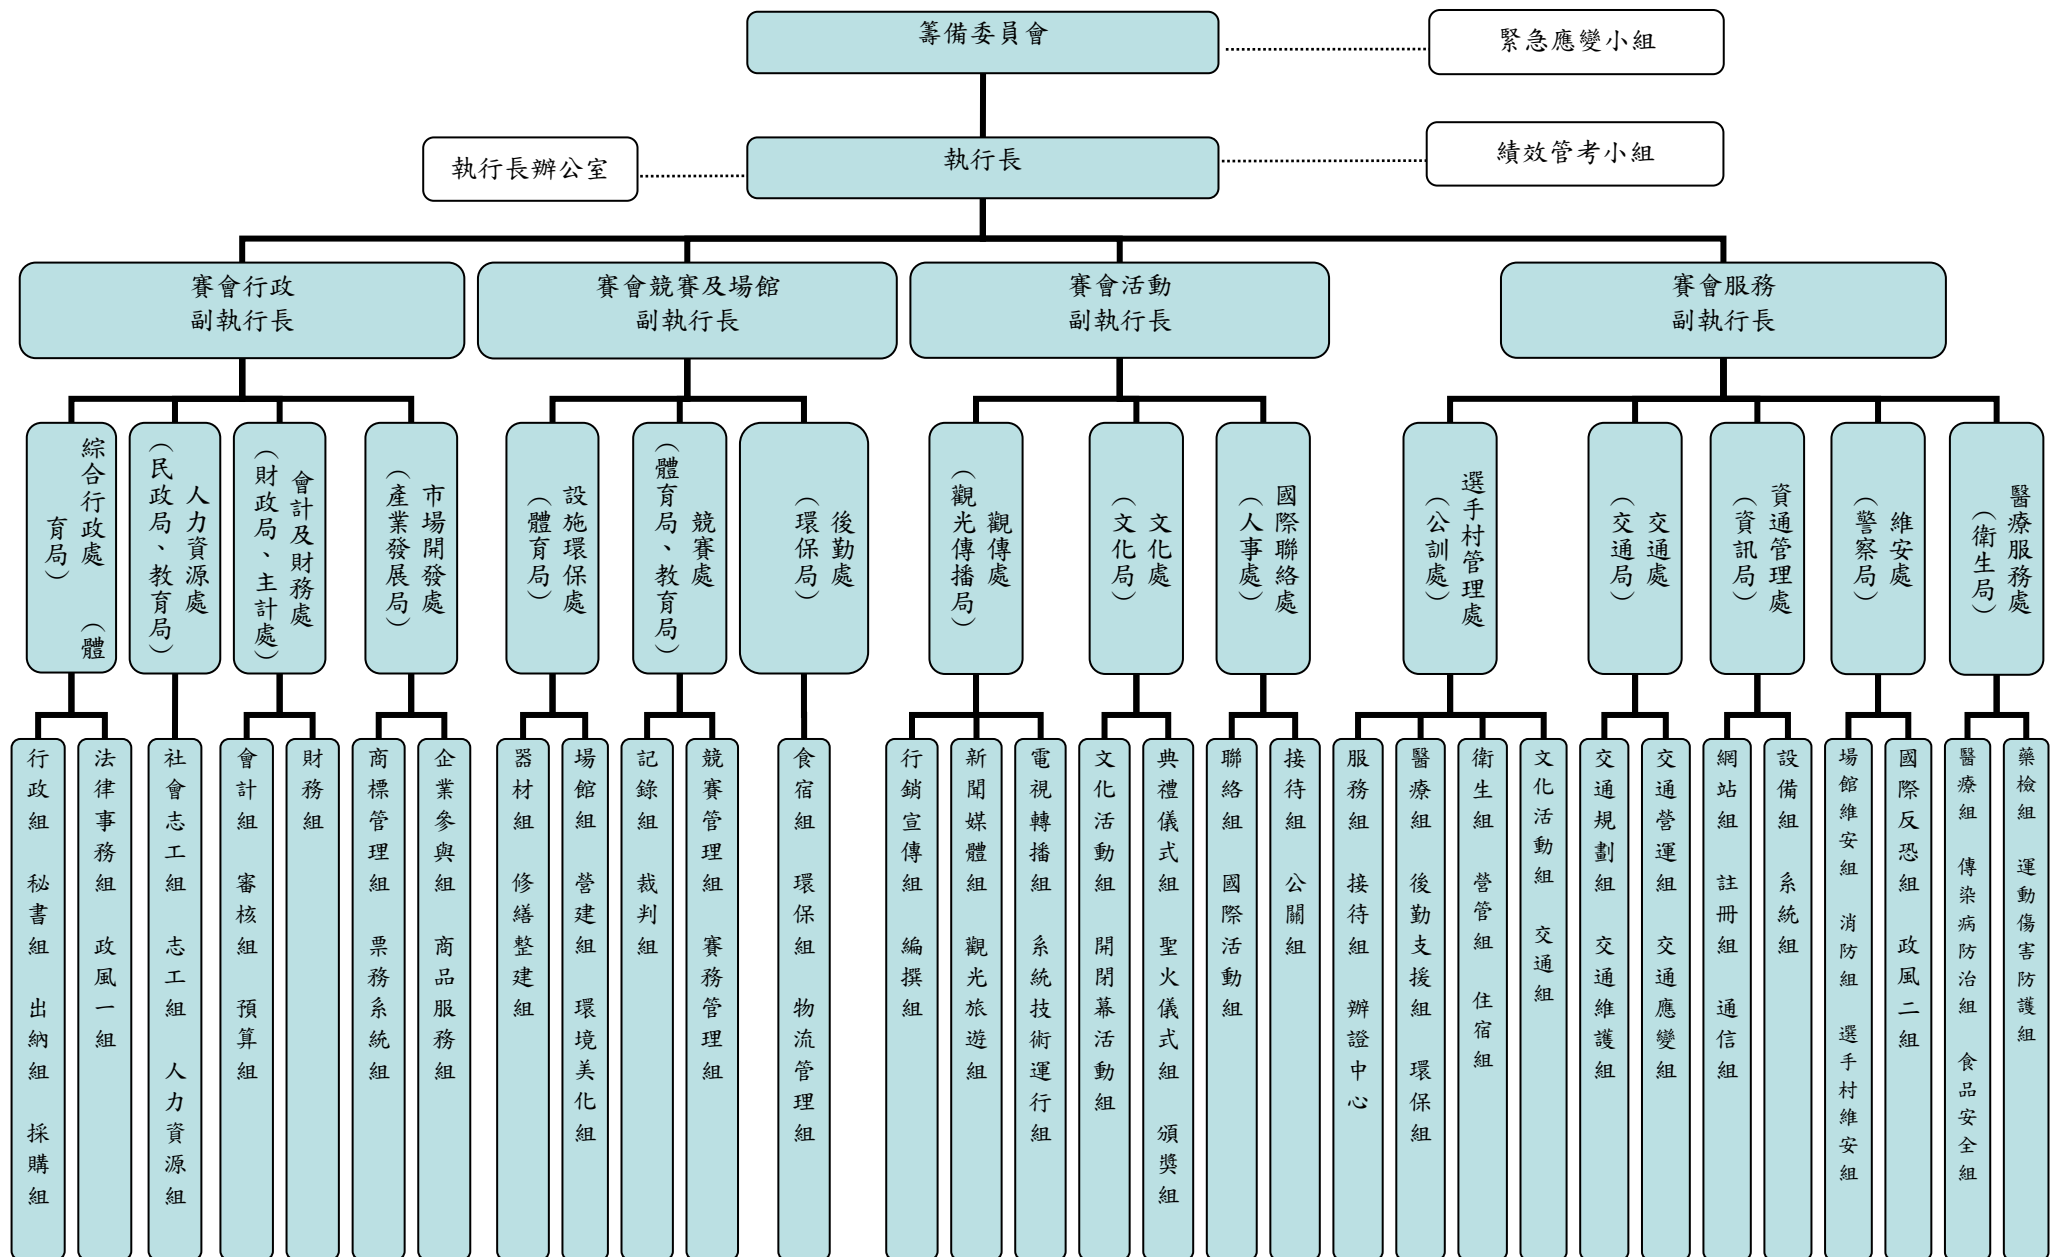 籌備委員會
緊急應變小組
執行長
績效管考小組
執行長辦公室
賽會行政
副執行長
賽會競賽及場館
副執行長
賽會活動
副執行長
賽會服務
副執行長
綜合行政處 （體
育局）
人力資源處
（民政局、教育局）
會計及財務處
（財政局、主計處）
市場開發處
（產業發展局）
設施環保處
（體育局）
競賽處
（體育局、教育局）
後勤處
（環保局）
觀傳處
（觀光傳播局）
文化處
（文化局）
國際聯絡處
（人事處）
選手村管理處
（公訓處）
交通處
（交通局）
資通管理處
（資訊局）
維安處
（警察局）
醫療服務處
（衛生局）
行政組 秘書組 出納組 採購組
法律事務組 政風一組
社會志工組 志工組 人力資源組
會計組 審核組 預算組
財務組
商標管理組 票務系統組
企業參與組 商品服務組
器材組 修繕整建組
場館組 營建組 環境美化組
記錄組 裁判組
競賽管理組 賽務管理組
食宿組 環保組 物流管理組
行銷宣傳組 編撰組
新聞媒體組 觀光旅遊組
電視轉播組 系統技術運行組
文化活動組 開閉幕活動組
典禮儀式組 聖火儀式組 頒獎組
聯絡組 國際活動組
接待組 公關組
服務組 接待組 辦證中心
醫療組 後勤支援組 環保組
衛生組 營管組 住宿組
文化活動組 交通組
交通規劃組 交通維護組
交通營運組 交通應變組
網站組 註冊組 通信組
設備組 系統組
場館維安組 消防組 選手村維安組
國際反恐組 政風二組
醫療組 傳染病防治組 食品安全組
藥檢組 運動傷害防護組